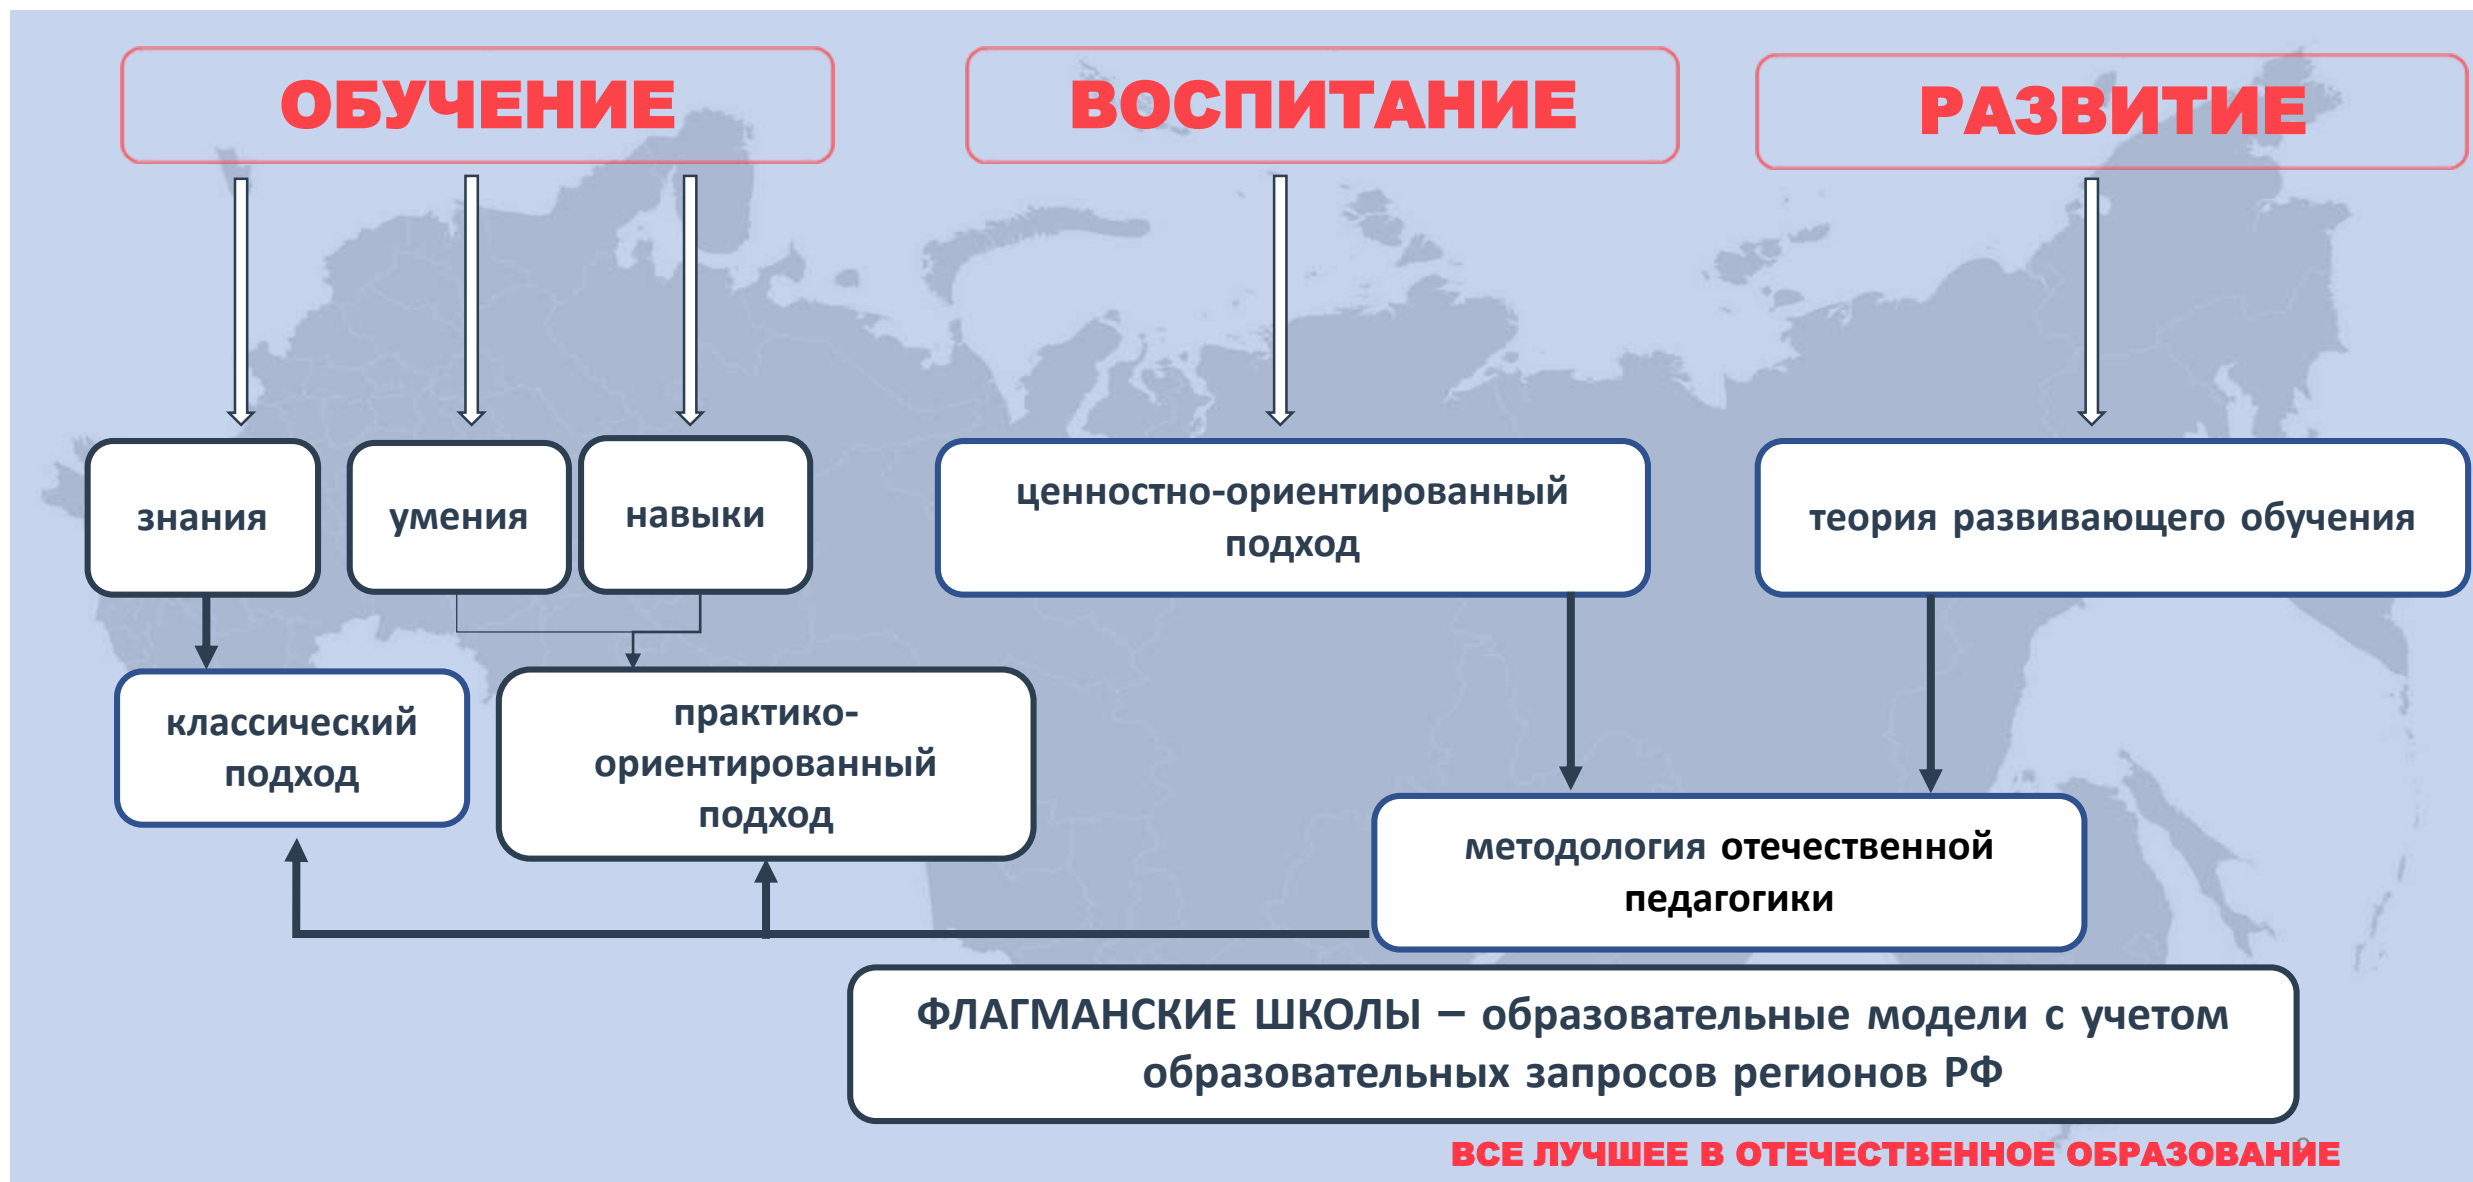 ОБУЧЕНИЕ
ВОСПИТАНИЕ
РАЗВИТИЕ
знания
умения
навыки
ценностно-ориентированный
подход
теория развивающего обучения
классический
подход
практико-
ориентированный
подход
методология отечественной
педагогики
ФЛАГМАНСКИЕ ШКОЛЫ – образовательные модели с учетом
образовательных запросов регионов РФ
ВСЕ ЛУЧШЕЕ В ОТЕЧЕСТВЕННОЕ ОБРАЗОВАНИЕ